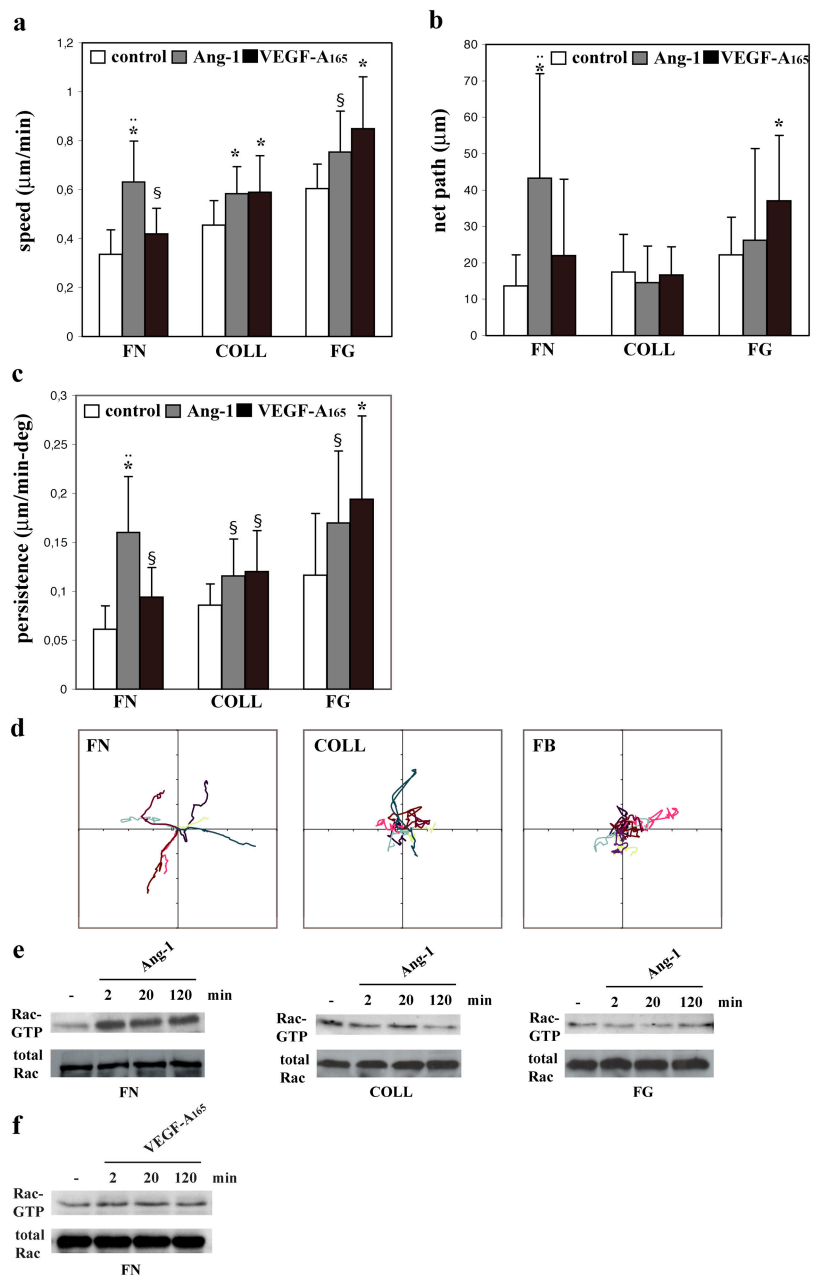 a
speed (μm/min)
1,2
1
0,8
0,6
0,4
0,2
0
control Ang-1 VEGF-A165
¨
*
§
*
*
§
*
FN COLL FG
b
net path (μm)
80
70
60
50
40
30
20
10
0
control Ang-1 VEGF-A165
¨
*
*
FN COLL FG
c
persistence (μm/min-deg)
0,3
0,25
0,2
0,15
0,1
0,05
0
control Ang-1 VEGF-A165
¨
*
§
§
§
§
*
FN COLL FG
d
FN
COLL
FB
e
Ang-1
- 2 20 120 min
Rac-
GTP
total
Rac
FN
Ang-1
- 2 20 120
Rac-
GTP
total
Rac
COLL
Ang-1
- 2 20 120
Rac-
GTP
total
Rac
FG
f
VEGF-A165
- 2 20 120 min
Rac-
GTP
total
Rac
FN